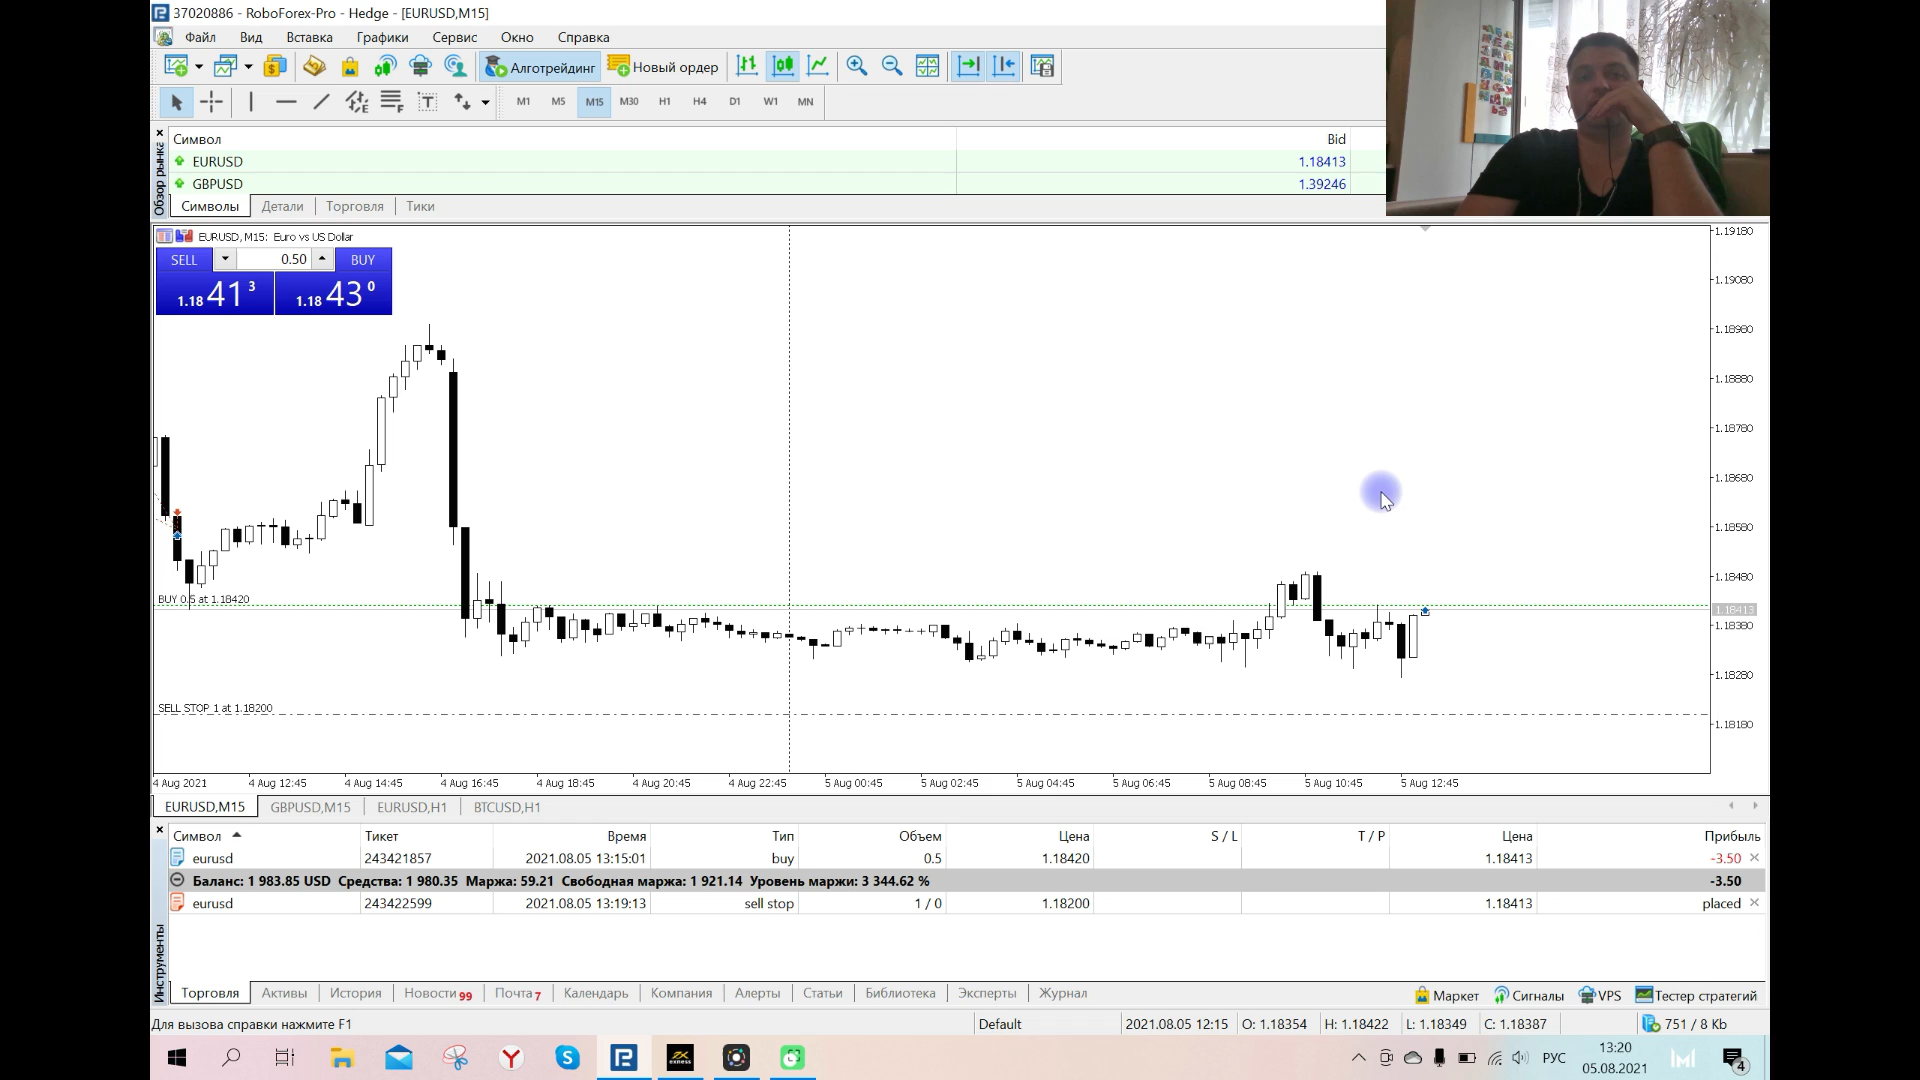 37020886 - RoboForex-Pro - Hedge - [EURUSD,M15]
Файл Вид Вставка Графики Сервис Окно Справка
Алготрейдинг Новый ордер
M1 M5 M15 M30 H1 H4 D1 W1 MN
Символ Bid
EURUSD 1.18413
GBPUSD 1.39246
Обзор рынка
Символы Детали Торговля Тики
EURUSD, M15: Euro vs US Dollar
SELL 0.50 BUY
1.18 41 3 1.18 43 0
1.19180
1.19080
1.18980
1.18880
1.18780
1.18680
1.18580
1.18480
BUY 0.5 at 1.18420
1.18413
1.18380
1.18280
SELL STOP 1 at 1.18200
1.18180
4 Aug 2021 4 Aug 12:45 4 Aug 14:45 4 Aug 16:45 4 Aug 18:45 4 Aug 20:45 4 Aug 22:45 5 Aug 00:45 5 Aug 02:45 5 Aug 04:45 5 Aug 06:45 5 Aug 08:45 5 Aug 10:45 5 Aug 12:45
EURUSD,M15 GBPUSD,M15 EURUSD,H1 BTCUSD,H1
Символ Тикет Время Тип Объем Цена S / L T / P Цена Прибыль
eurusd 243421857 2021.08.05 13:15:01 buy 0.5 1.18420 1.18413 -3.50
Баланс: 1 983.85 USD Средства: 1 980.35 Маржа: 59.21 Свободная маржа: 1 921.14 Уровень маржи: 3 344.62 % -3.50
eurusd 243422599 2021.08.05 13:19:13 sell stop 1 / 0 1.18200 1.18413 placed
Инструменты
Торговля Активы История Новости 99 Почта 7 Календарь Компания Алерты Статьи Библиотека Эксперты Журнал Маркет Сигналы VPS Тестер стратегий
Для вызова справки нажмите F1 Default 2021.08.05 12:15 O: 1.18354 H: 1.18422 L: 1.18349 C: 1.18387 751 / 8 Kb
exness РУС 13:20 4
05.08.2021